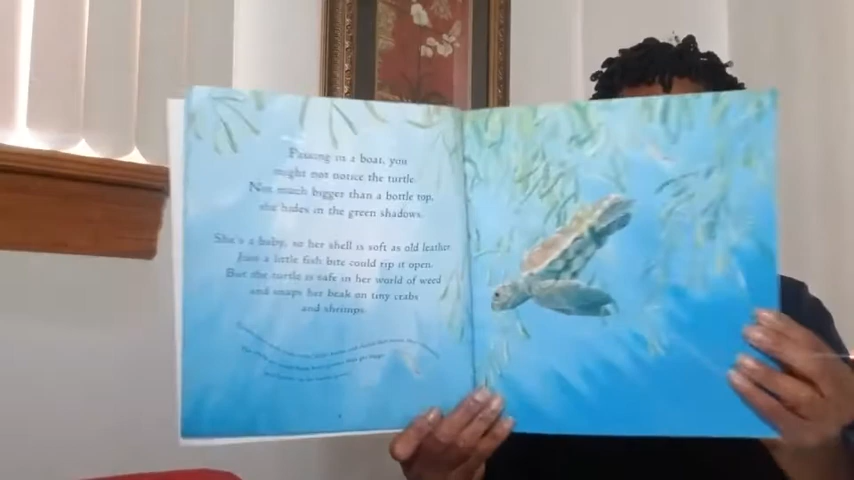 Passing in a boat, you
might not notice the turtle.
Not much bigger than a bottle top,
she hides in the green shadows.
She's a baby, so her shell is soft as old leather.
Just a little fish bite could rip it open.
But the turtle is safe in her world of weed
and snaps her beak on tiny crabs
and shrimps.